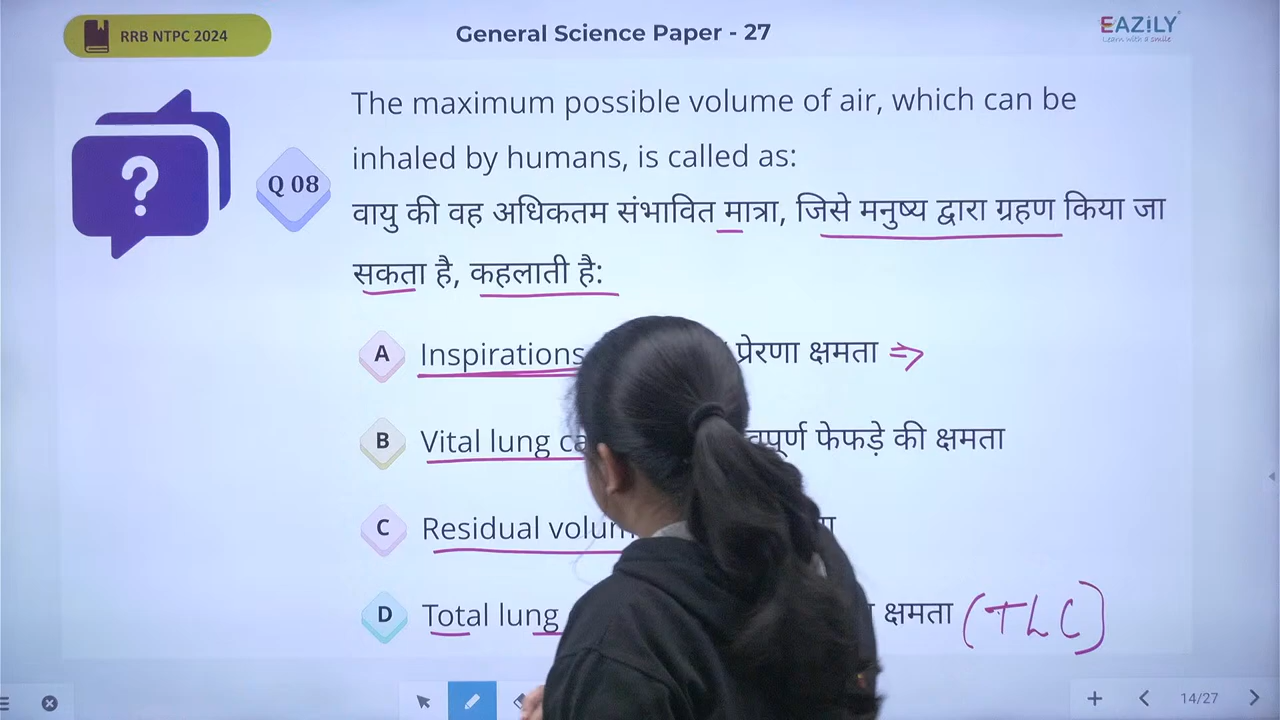 RRB NTPC 2024
General Science Paper - 27
EAZiLY
Learn with a smile
Q 08
The maximum possible volume of air, which can be
inhaled by humans, is called as:
वायु की वह अधिकतम संभावित मात्रा, जिसे मनुष्य द्वारा ग्रहण किया जा
सकता है, कहलाती है:
A Inspirations प्रेरणा क्षमता
B Vital lung फेफड़े की क्षमता
C Residual
D Total lung क्षमता (TLC)
14/27